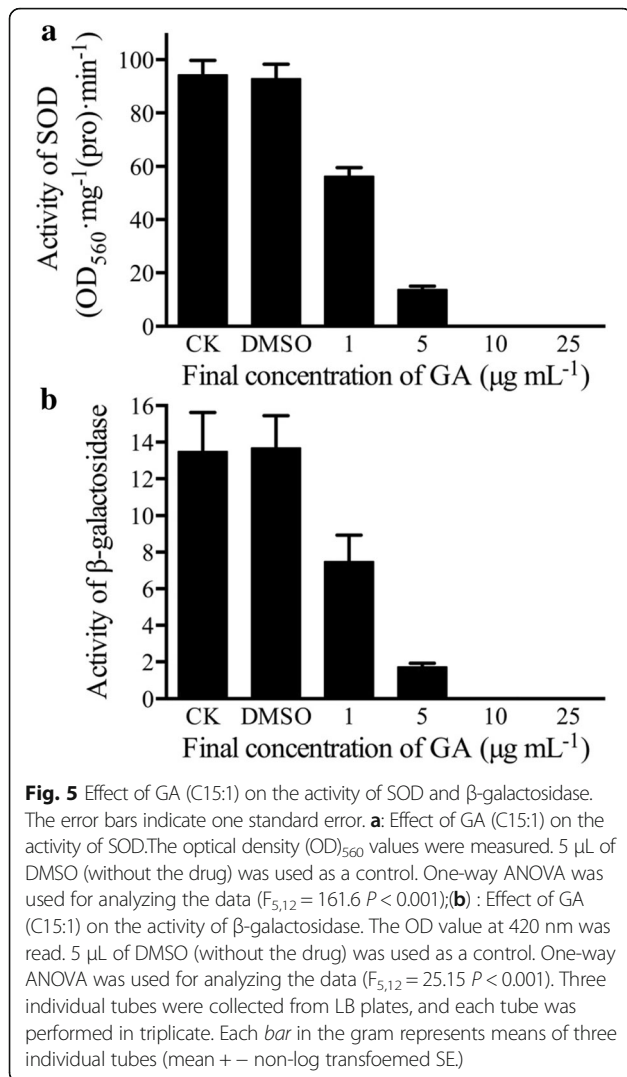 a
Activity of SOD
(OD560·mg-1(pro)·min-1)
100
80
60
40
20
0
CK DMSO 1 5 10 25
Final concentration of GA (µg mL-1)
b
Activity of β-galactosidase
16
14
12
10
8
6
4
2
0
CK DMSO 1 5 10 25
Final concentration of GA (µg mL-1)
Fig. 5 Effect of GA (C15:1) on the activity of SOD and β-galactosidase.
The error bars indicate one standard error. a: Effect of GA (C15:1) on the
activity of SOD.The optical density (OD)560 values were measured. 5 µL of
DMSO (without the drug) was used as a control. One-way ANOVA was
used for analyzing the data (F5,12 = 161.6 P < 0.001);(b) : Effect of GA
(C15:1) on the activity of β-galactosidase. The OD value at 420 nm was
read. 5 µL of DMSO (without the drug) was used as a control. One-way
ANOVA was used for analyzing the data (F5,12 = 25.15 P < 0.001). Three
individual tubes were collected from LB plates, and each tube was
performed in triplicate. Each bar in the gram represents means of three
individual tubes (mean + − non-log transfoemed SE.)